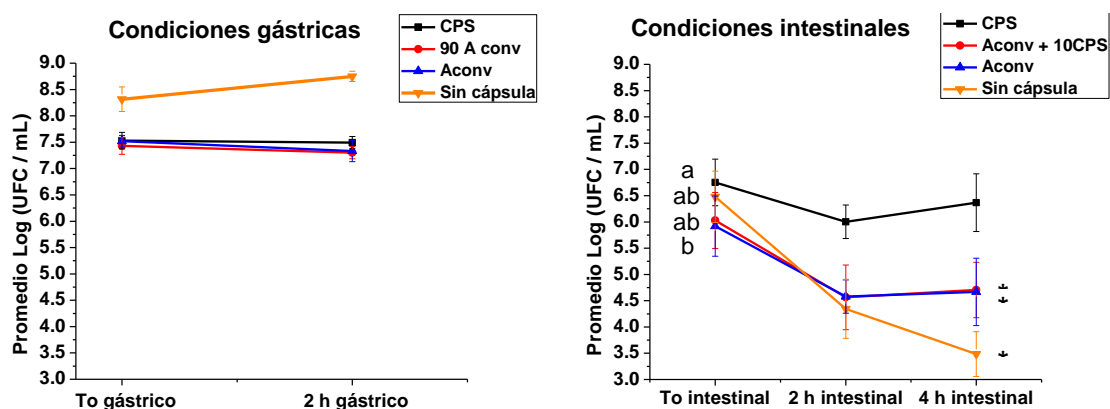 Condiciones gástricas
CPS
90 A conv
Aconv
Sin cápsula
Promedio Log (UFC / mL)
9.0
8.5
8.0
7.5
7.0
6.5
6.0
5.5
5.0
4.5
4.0
3.5
3.0
To gástrico
2 h gástrico
Condiciones intestinales
CPS
Aconv + 10CPS
Aconv
Sin cápsula
Promedio Log (UFC / mL)
9.0
8.5
8.0
7.5
7.0
6.5
6.0
5.5
5.0
4.5
4.0
3.5
3.0
a
ab
ab
b
*
*
*
To intestinal
2 h intestinal
4 h intestinal